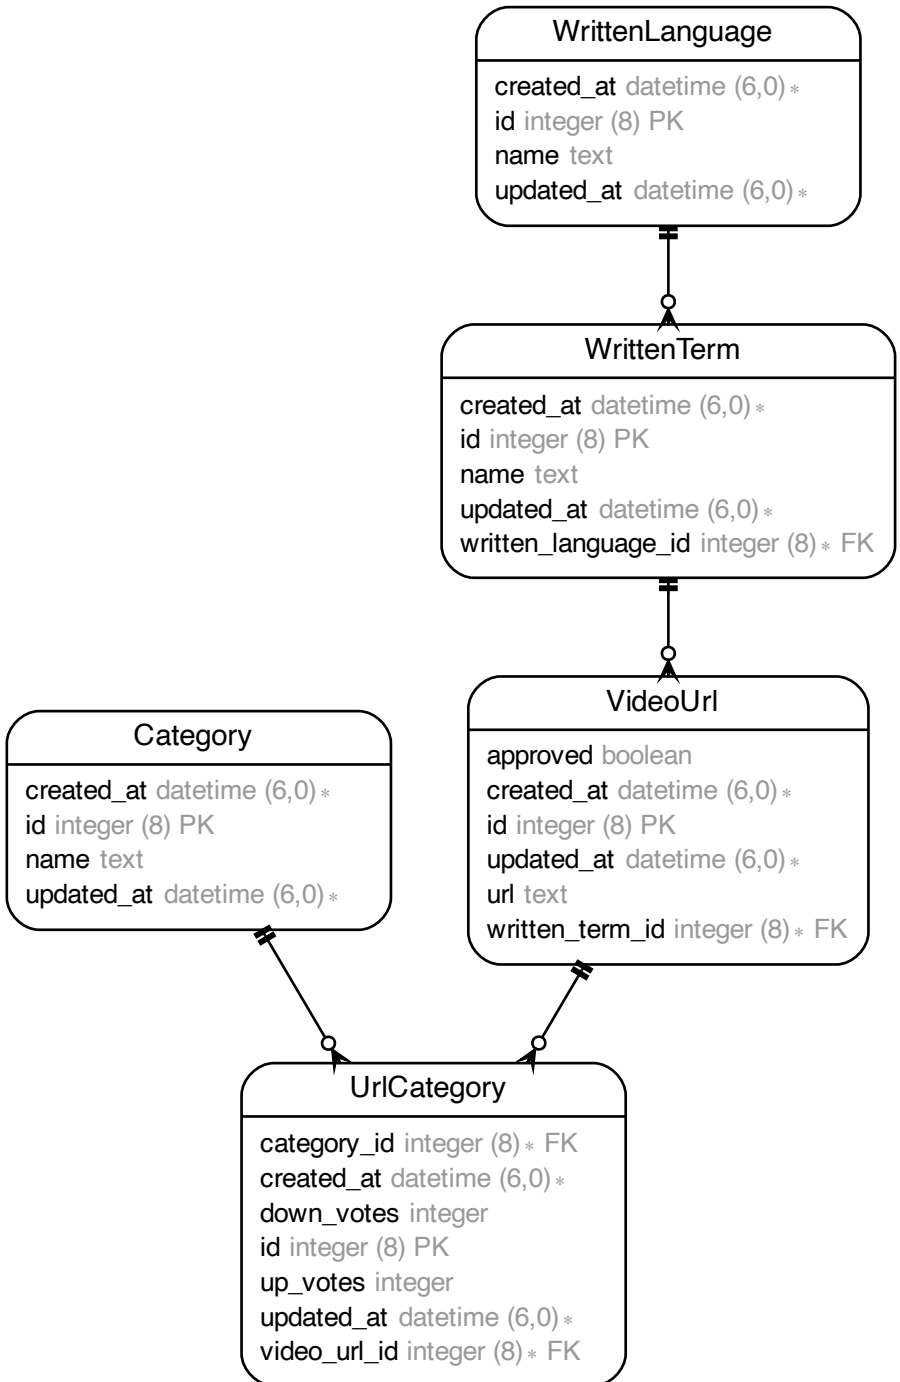 WrittenLanguage
created_at datetime (6,0) *
id integer (8) PK
name text
updated_at datetime (6,0) *
WrittenTerm
created_at datetime (6,0) *
id integer (8) PK
name text
updated_at datetime (6,0) *
written_language_id integer (8) * FK
VideoUrl
approved boolean
created_at datetime (6,0) *
id integer (8) PK
updated_at datetime (6,0) *
url text
written_term_id integer (8) * FK
Category
created_at datetime (6,0) *
id integer (8) PK
name text
updated_at datetime (6,0) *
UrlCategory
category_id integer (8) * FK
created_at datetime (6,0) *
down_votes integer
id integer (8) PK
up_votes integer
updated_at datetime (6,0) *
video_url_id integer (8) * FK